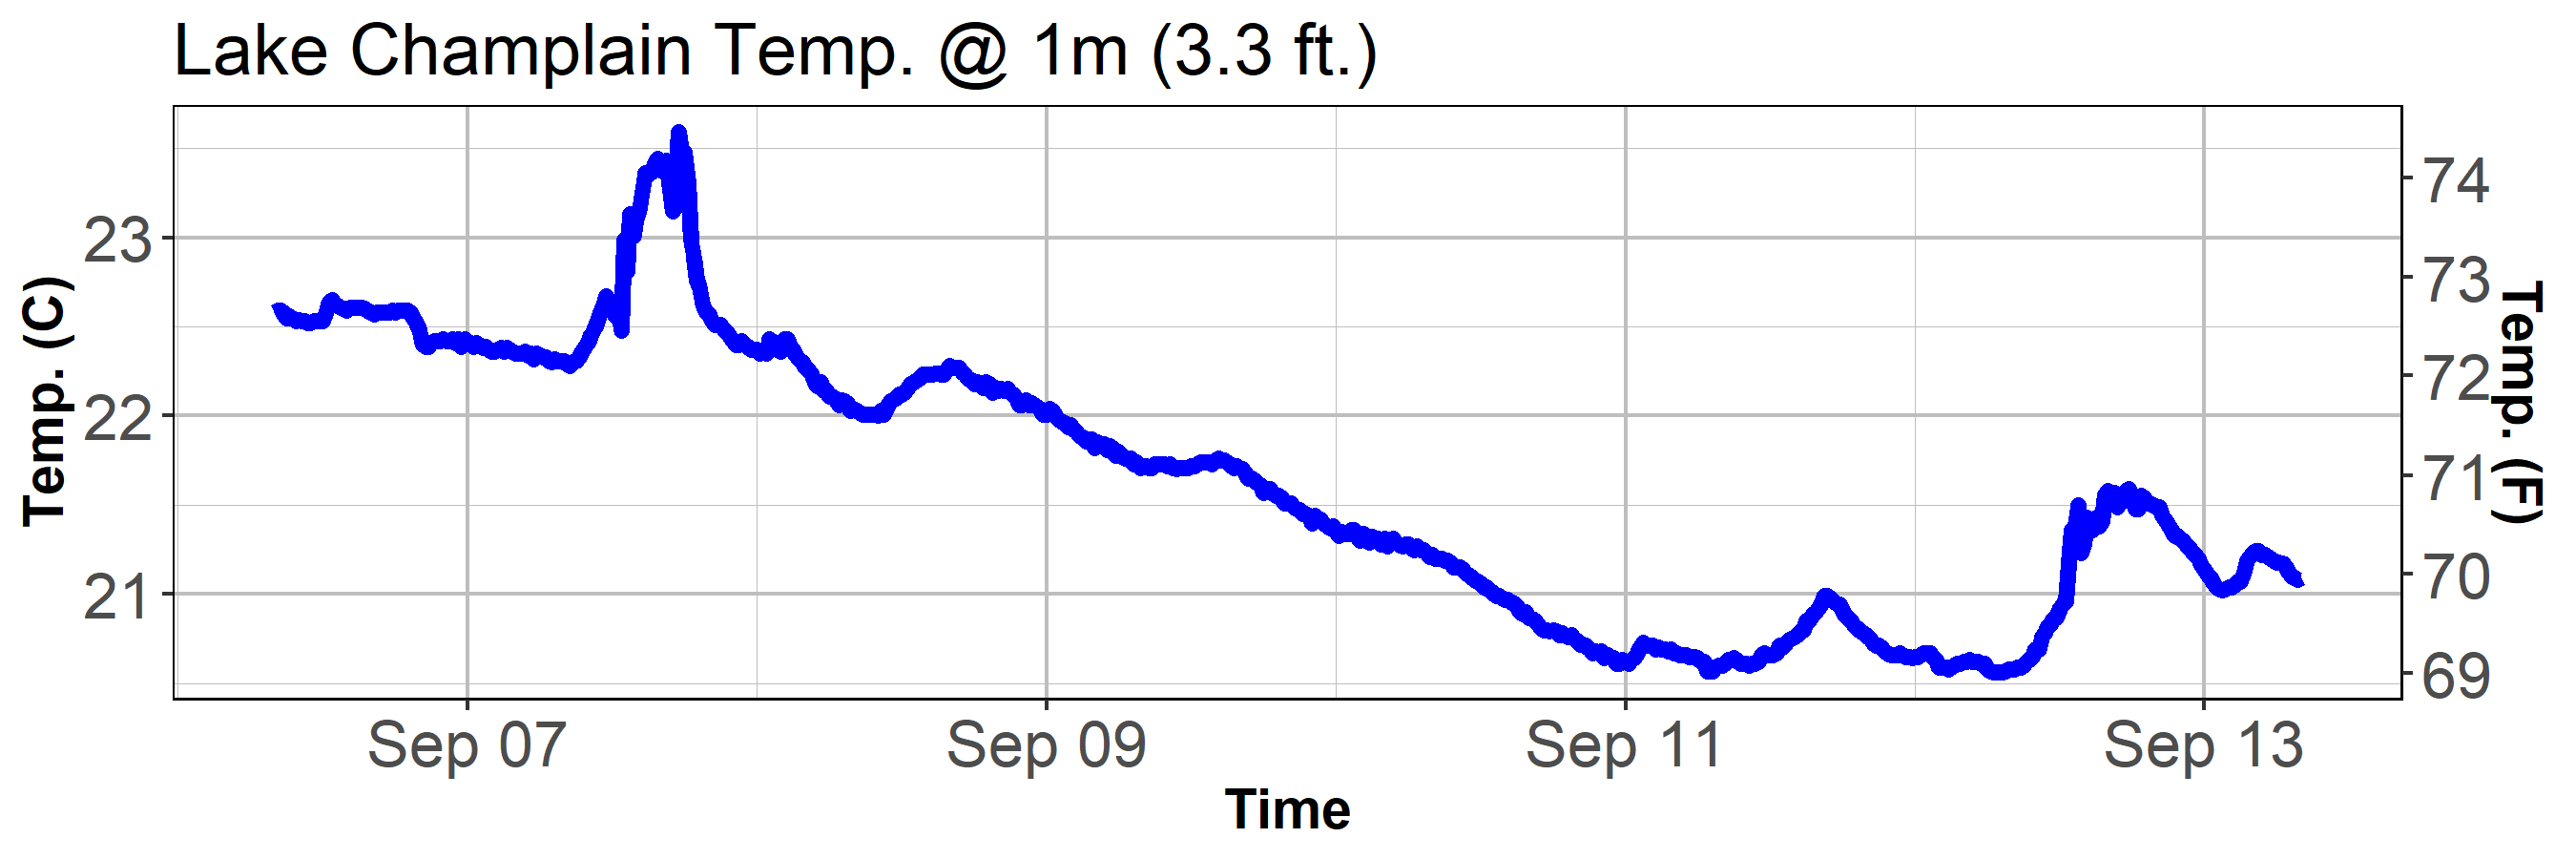 Lake Champlain Temp. @ 1m (3.3 ft.)
Temp. (C)
23
22
21
74
73
72
71
70
69
Temp. (F)
Sep 07 Sep 09 Sep 11 Sep 13
Time